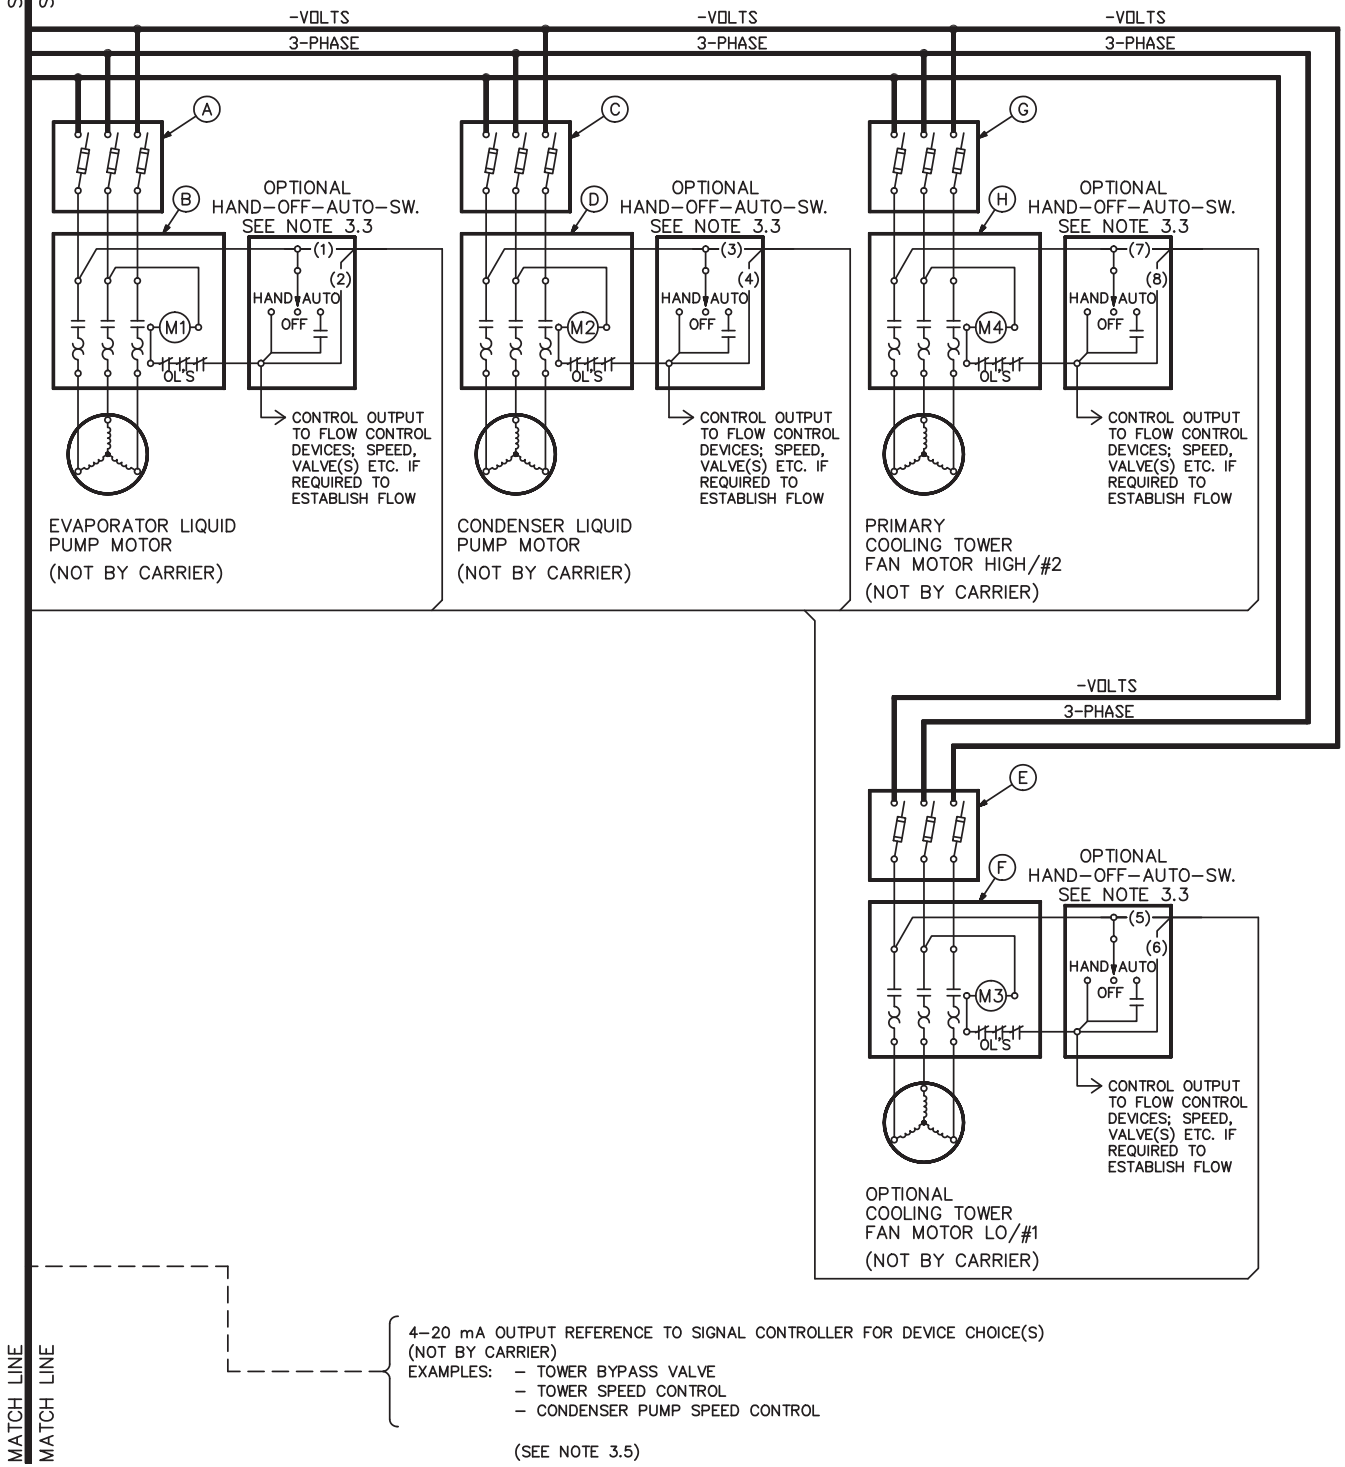 S
S
-VOLTS
3-PHASE
-VOLTS
3-PHASE
-VOLTS
3-PHASE
A
B
OPTIONAL
HAND-OFF-AUTO-SW.
SEE NOTE 3.3
(1)
(2)
HAND AUTO
OFF
M1
OL'S
CONTROL OUTPUT
TO FLOW CONTROL
DEVICES; SPEED,
VALVE(S) ETC. IF
REQUIRED TO
ESTABLISH FLOW
EVAPORATOR LIQUID
PUMP MOTOR
(NOT BY CARRIER)
C
D
OPTIONAL
HAND-OFF-AUTO-SW.
SEE NOTE 3.3
(3)
(4)
HAND AUTO
OFF
M2
OL'S
CONTROL OUTPUT
TO FLOW CONTROL
DEVICES; SPEED,
VALVE(S) ETC. IF
REQUIRED TO
ESTABLISH FLOW
CONDENSER LIQUID
PUMP MOTOR
(NOT BY CARRIER)
G
H
OPTIONAL
HAND-OFF-AUTO-SW.
SEE NOTE 3.3
(7)
(8)
HAND AUTO
OFF
M4
OL'S
CONTROL OUTPUT
TO FLOW CONTROL
DEVICES; SPEED,
VALVE(S) ETC. IF
REQUIRED TO
ESTABLISH FLOW
PRIMARY
COOLING TOWER
FAN MOTOR HIGH/#2
(NOT BY CARRIER)
-VOLTS
3-PHASE
E
F
OPTIONAL
HAND-OFF-AUTO-SW.
SEE NOTE 3.3
(5)
(6)
HAND AUTO
OFF
M3
OL'S
CONTROL OUTPUT
TO FLOW CONTROL
DEVICES; SPEED,
VALVE(S) ETC. IF
REQUIRED TO
ESTABLISH FLOW
OPTIONAL
COOLING TOWER
FAN MOTOR LO/#1
(NOT BY CARRIER)
4-20 mA OUTPUT REFERENCE TO SIGNAL CONTROLLER FOR DEVICE CHOICE(S)
(NOT BY CARRIER)
EXAMPLES: - TOWER BYPASS VALVE
- TOWER SPEED CONTROL
- CONDENSER PUMP SPEED CONTROL
(SEE NOTE 3.5)
MATCH LINE
MATCH LINE